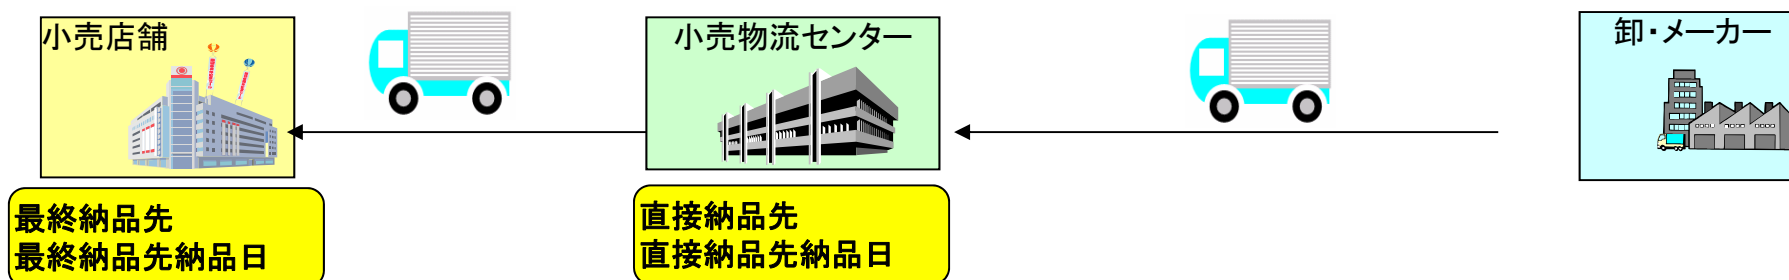 小売店舗
小売物流センター
卸・メーカー
最終納品先
最終納品先納品日
直接納品先
直接納品先納品日